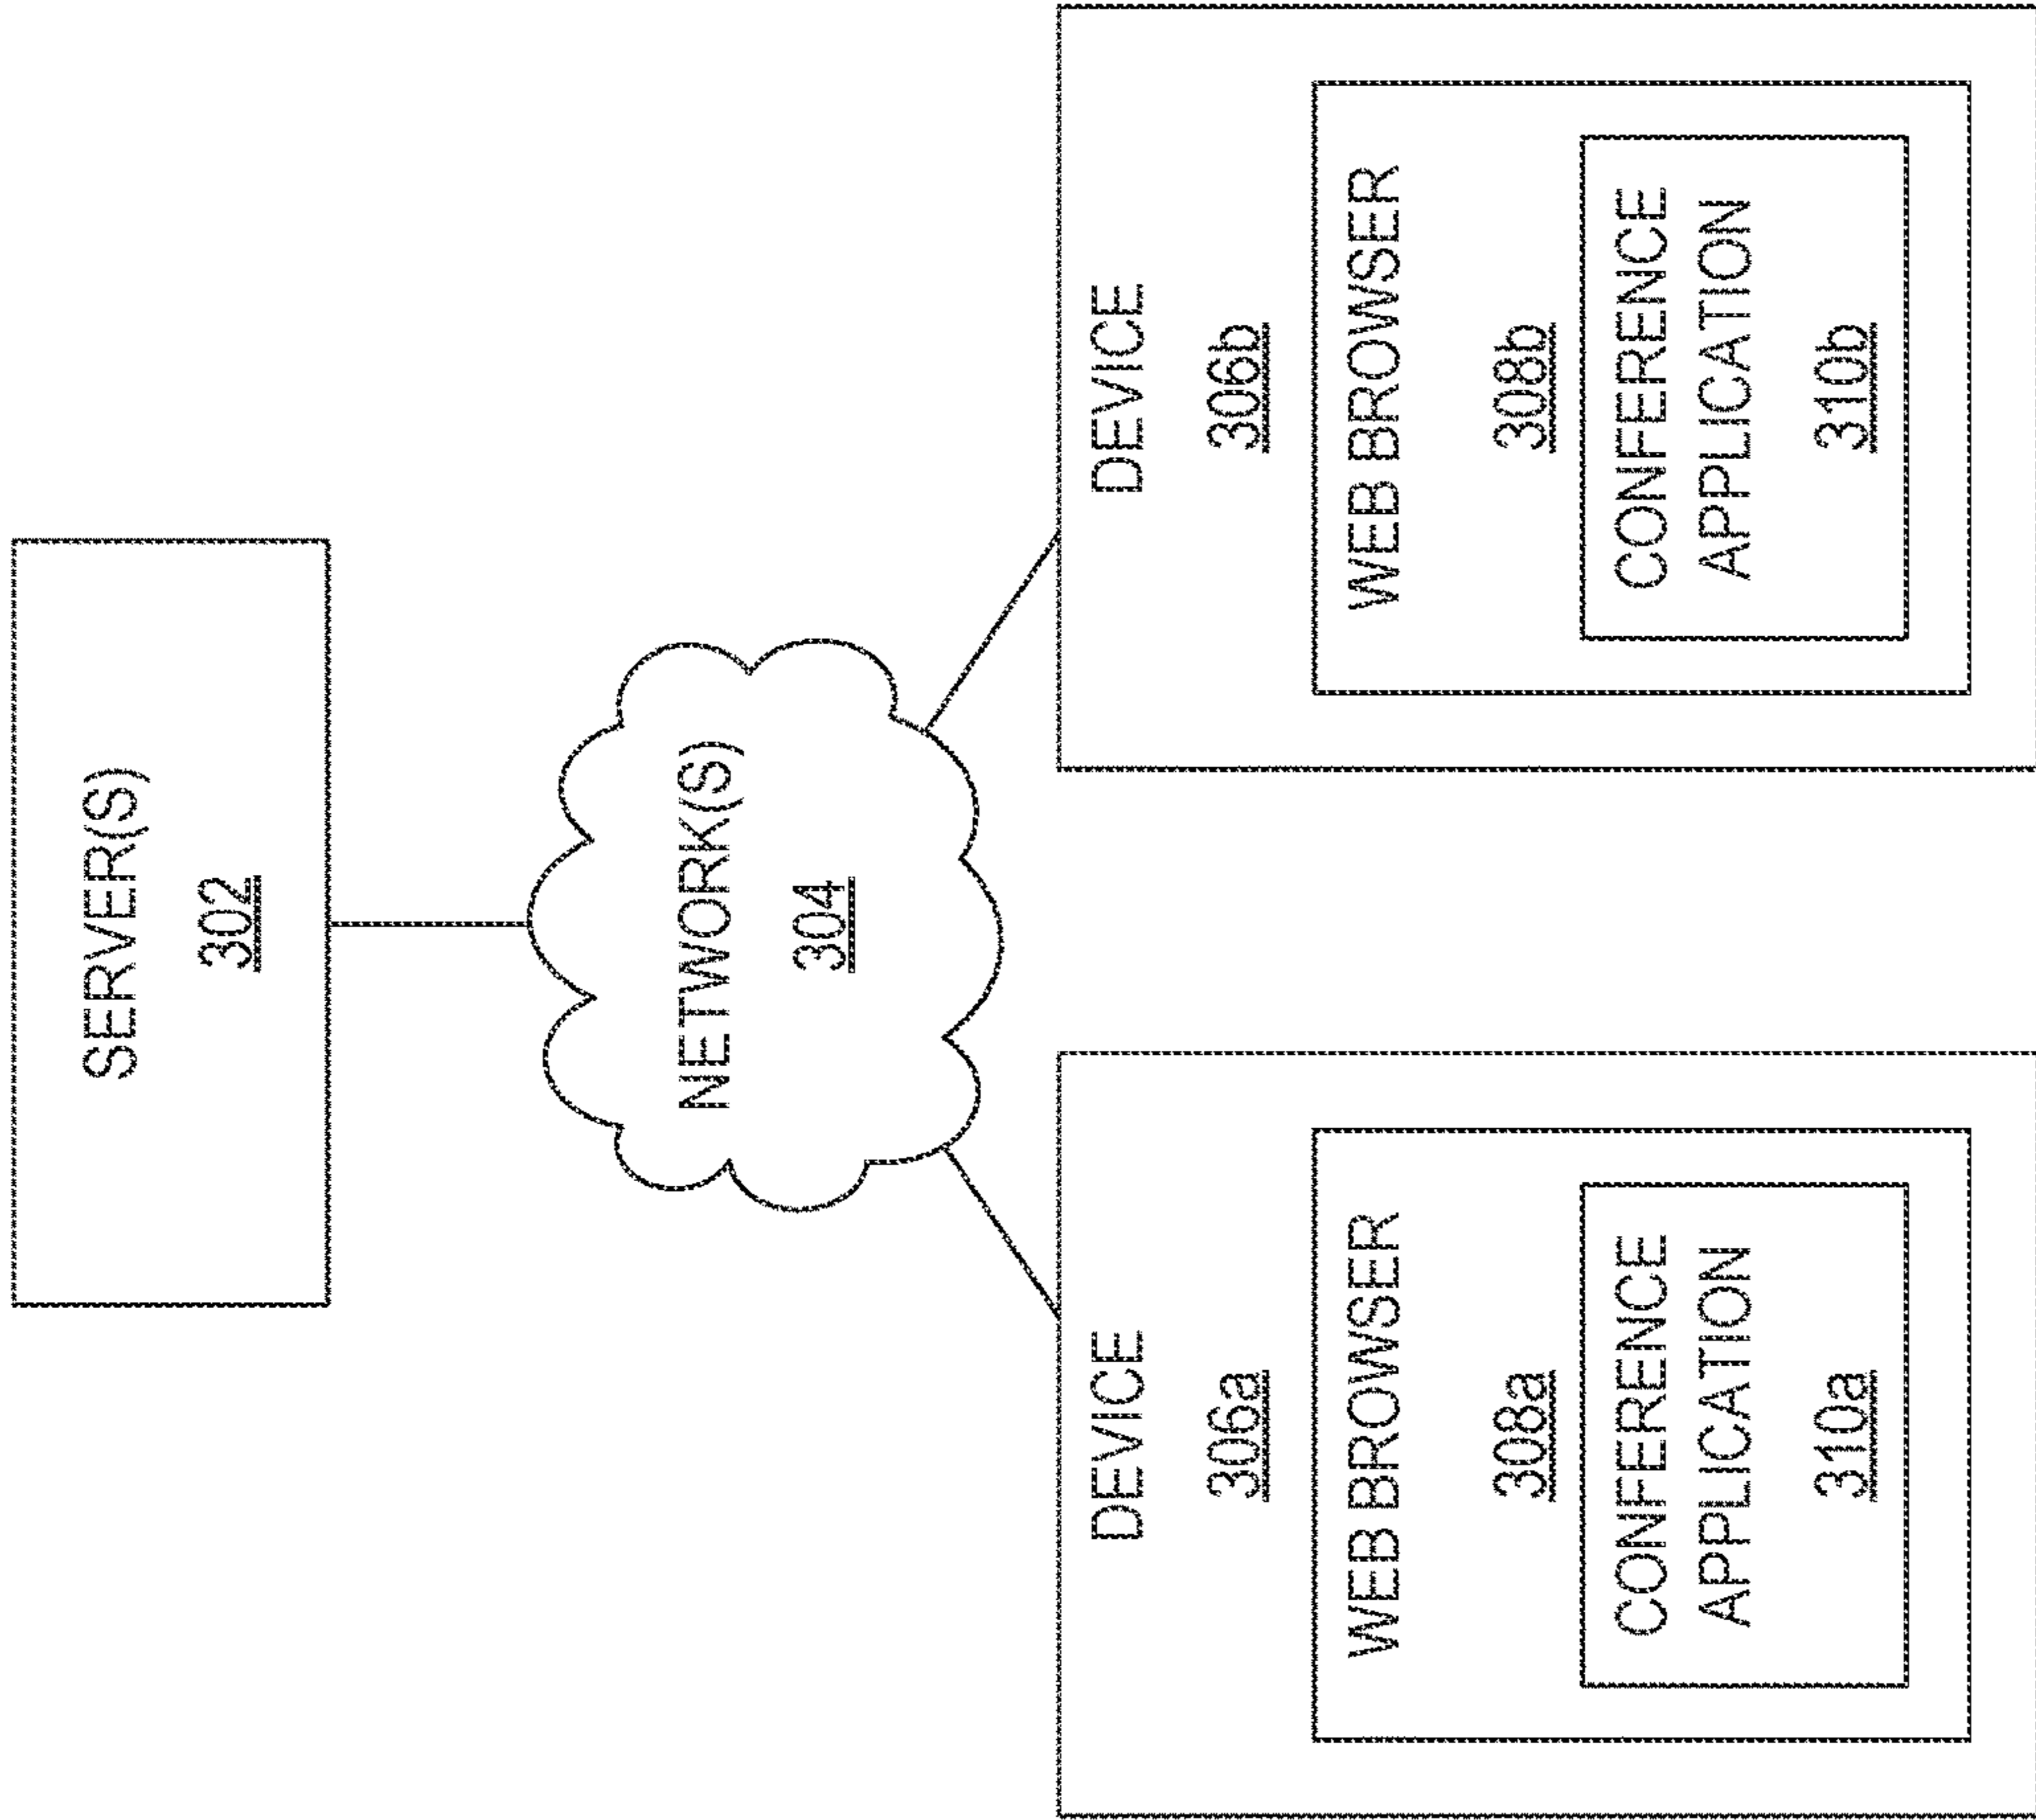 SERVER(S)
302
NETWORK(S)
304
DEVICE
306a
WEB BROWSER
308a
CONFERENCE
APPLICATION
310a
DEVICE
306b
WEB BROWSER
308b
CONFERENCE
APPLICATION
310b